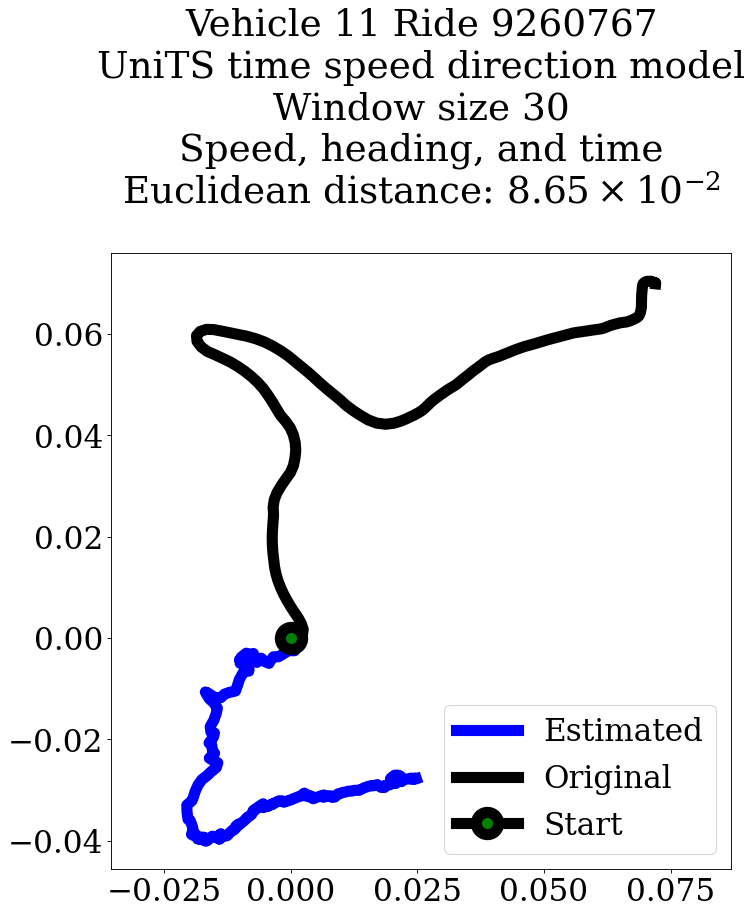 Vehicle 11 Ride 9260767
UniTS time speed direction model
Window size 30
Speed, heading, and time
Euclidean distance: 8.65 × 10⁻²
0.06
0.04
0.02
0.00
−0.02
−0.04
Estimated
Original
Start
−0.025 0.000 0.025 0.050 0.075